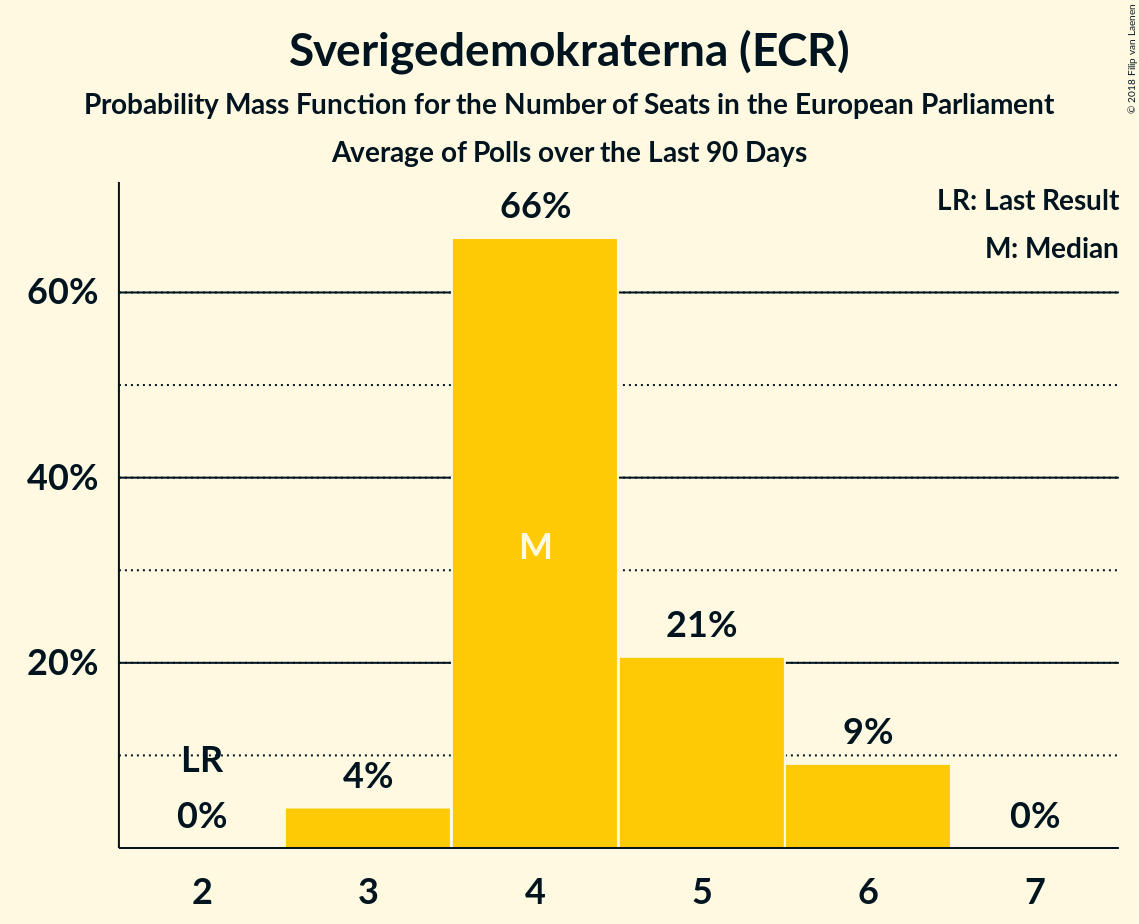 Sverigedemokraterna (ECR)
Probability Mass Function for the Number of Seats in the European Parliament
Average of Polls over the Last 90 Days
© 2018 Filip van Laenen
LR: Last Result
M: Median
66%
60%
40%
M
21%
20%
9%
LR
4%
0%
0%
2 3 4 5 6 7